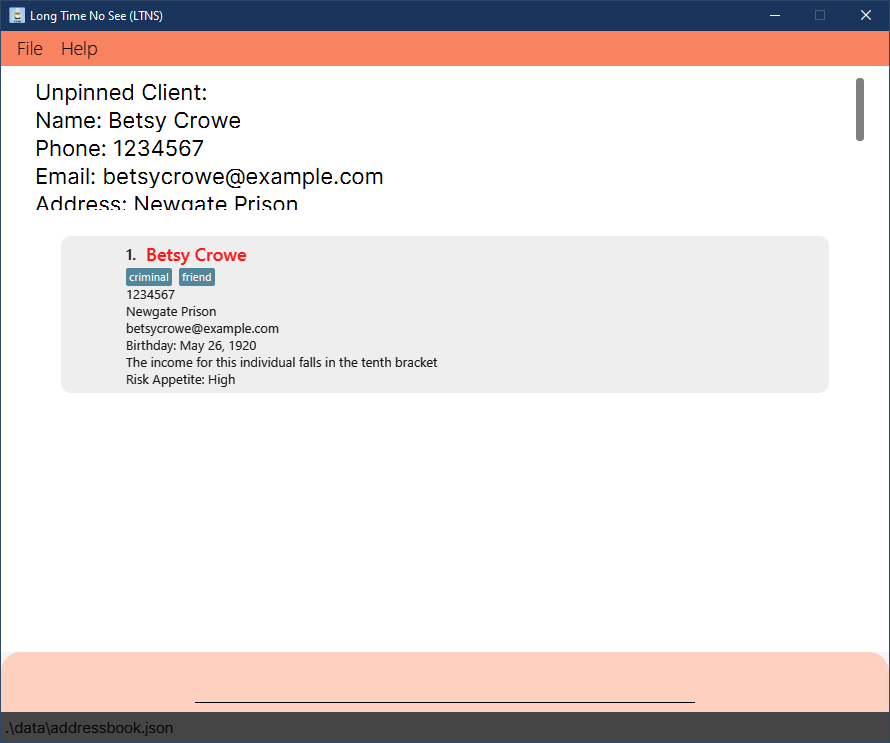 Long Time No See (LTNS)
File Help
Unpinned Client:
Name: Betsy Crowe
Phone: 1234567
Email: betsycrowe@example.com
Address: Newgate Prison
1. Betsy Crowe
criminal friend
1234567
Newgate Prison
betsycrowe@example.com
Birthday: May 26, 1920
The income for this individual falls in the tenth bracket
Risk Appetite: High
.\data\addressbook.json